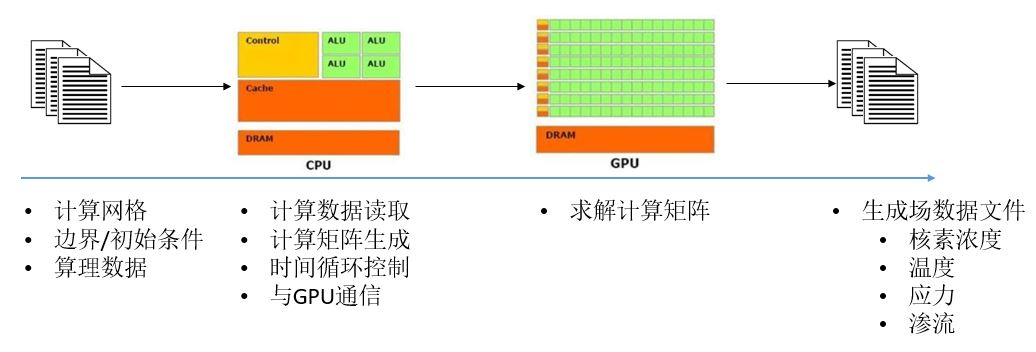 Control
ALU
ALU
ALU
ALU
Cache
DRAM
CPU
DRAM
GPU
• 计算网格
• 边界/初始条件
• 算理数据
• 计算数据读取
• 计算矩阵生成
• 时间循环控制
• 与GPU通信
• 求解计算矩阵
• 生成场数据文件
• 核素浓度
• 温度
• 应力
• 渗流